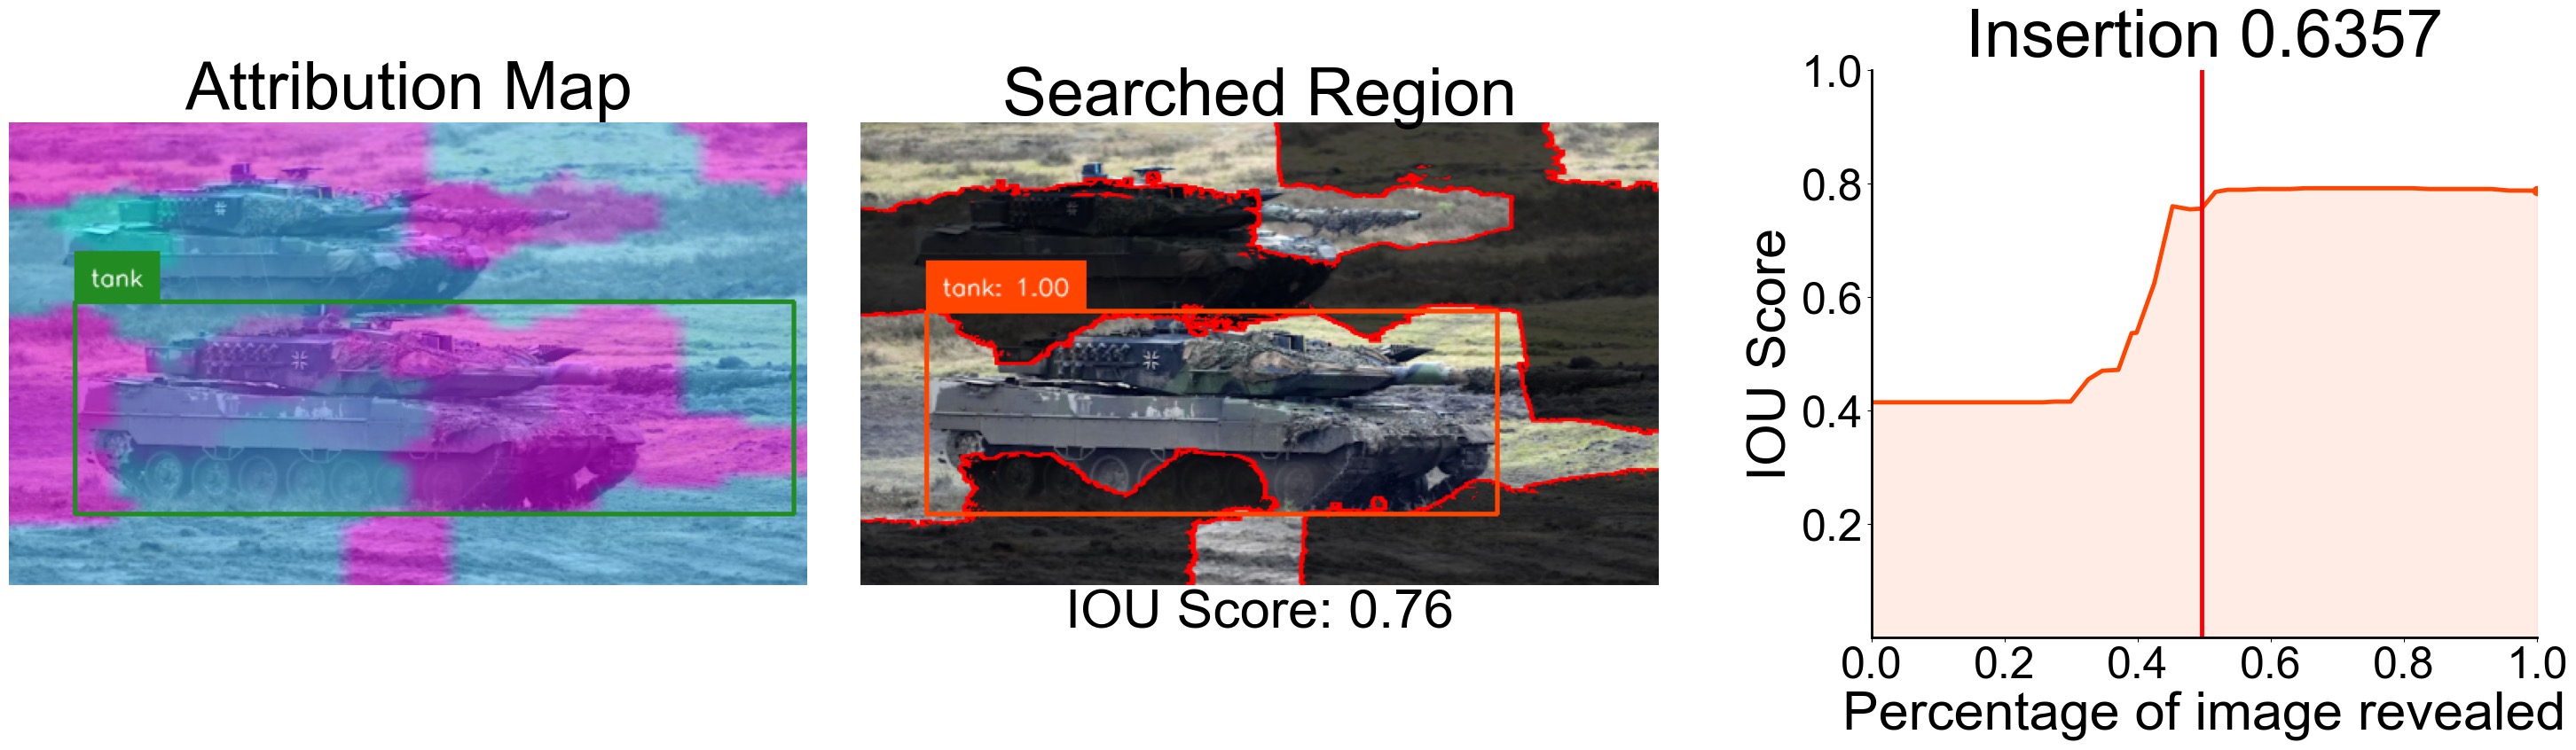 Attribution Map
tank
Searched Region
tank: 1.00
IOU Score: 0.76
Insertion 0.6357
1.0
0.8
0.6
0.4
0.2
IOU Score
0.0 0.2 0.4 0.6 0.8 1.0
Percentage of image revealed